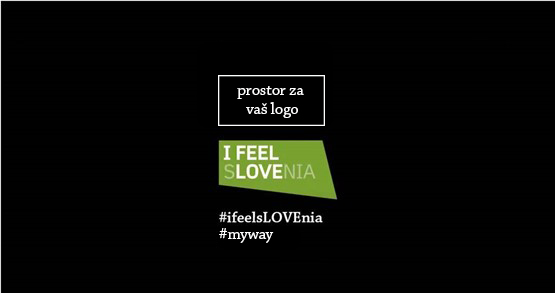 prostor za
vaš logo
I FEEL
SLOVENIA
#ifeelsLOVEnia
#myway